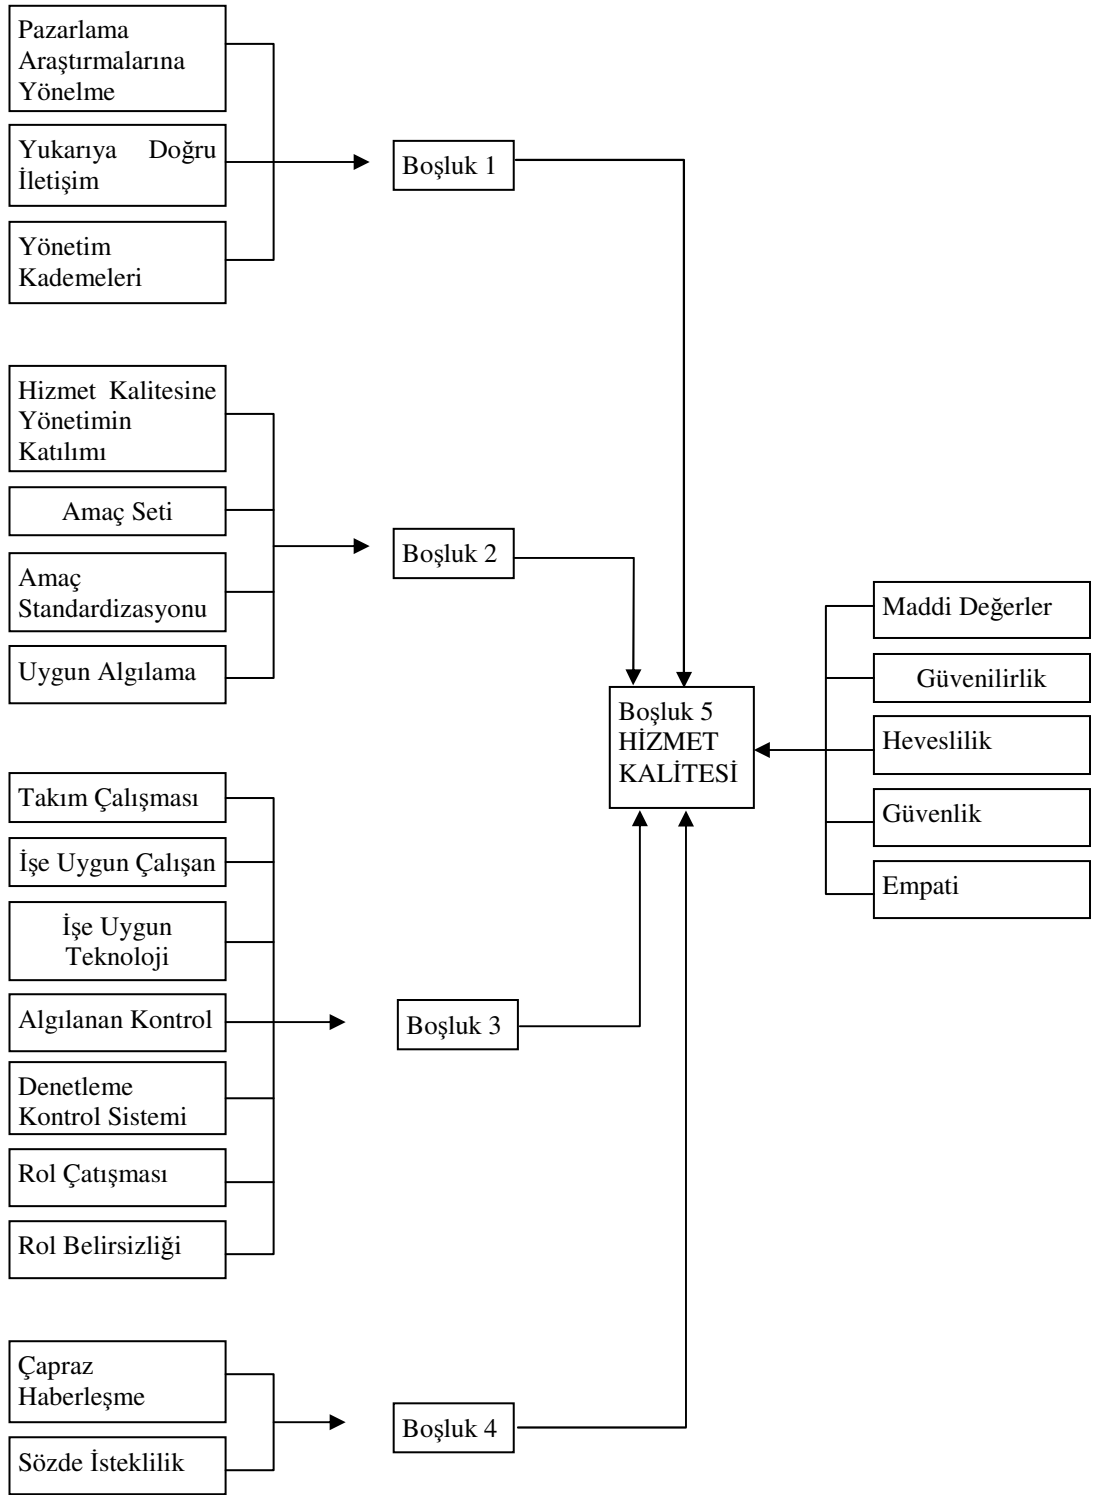 Pazarlama
Araştırmalarına
Yönelme
Yukarıya Doğru
İletişim
Yönetim
Kademeleri
Boşluk 1
Hizmet Kalitesine
Yönetimin
Katılımı
Amaç Seti
Amaç
Standardizasyonu
Uygun Algılama
Boşluk 2
Takım Çalışması
İşe Uygun Çalışan
İşe Uygun
Teknoloji
Algılanan Kontrol
Denetleme
Kontrol Sistemi
Rol Çatışması
Rol Belirsizliği
Boşluk 3
Çapraz
Haberleşme
Sözde İsteklilik
Boşluk 4
Boşluk 5
HİZMET
KALİTESİ
Maddi Değerler
Güvenilirlik
Heveslilik
Güvenlik
Empati